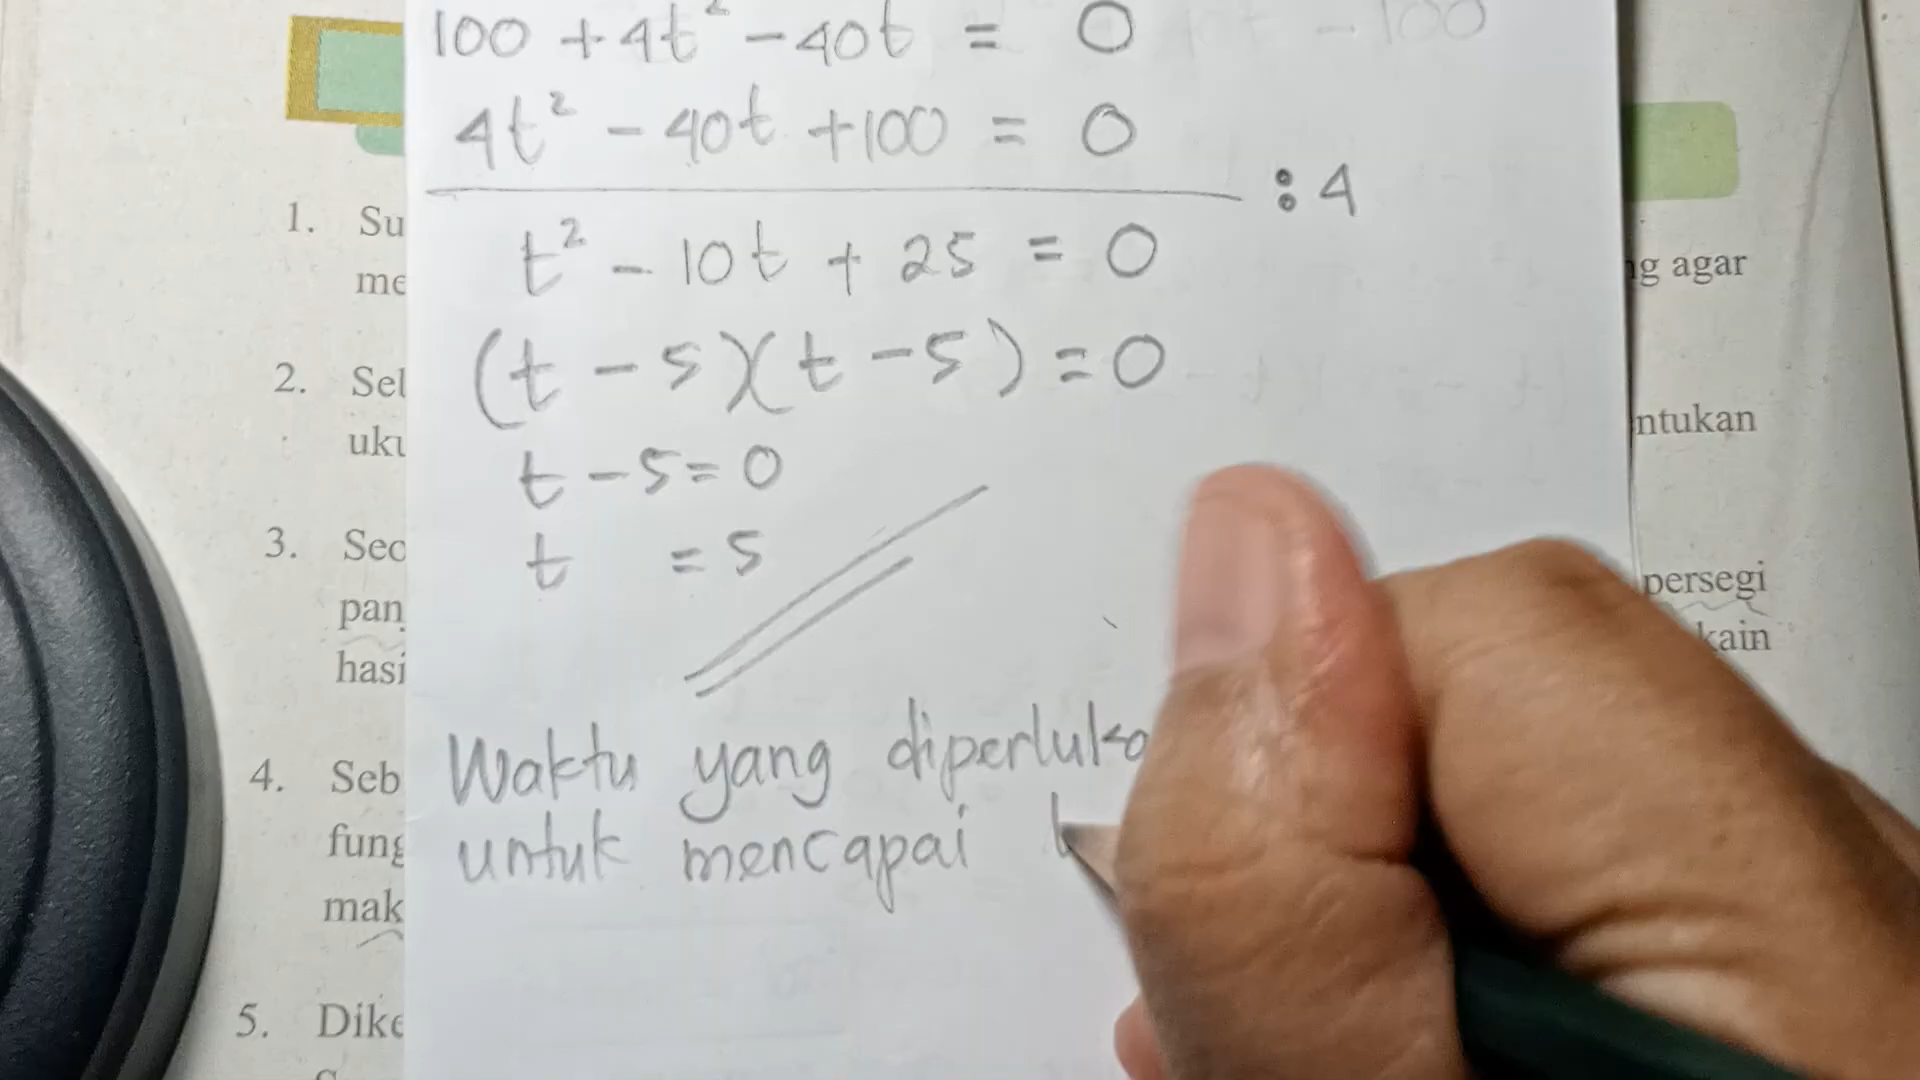 100 + 4t² - 40t = 0
4t² - 40t + 100 = 0
: 4
t² - 10t + 25 = 0
(t - 5)(t - 5) = 0
t - 5 = 0
t = 5
Waktu yang
untuk mencapai
1. Su
me
ng agar
2. Sel
uku
ntukan
3. Seo
pan
hasi
persegi
kain
4. Seb
fung
mak
5. Dike